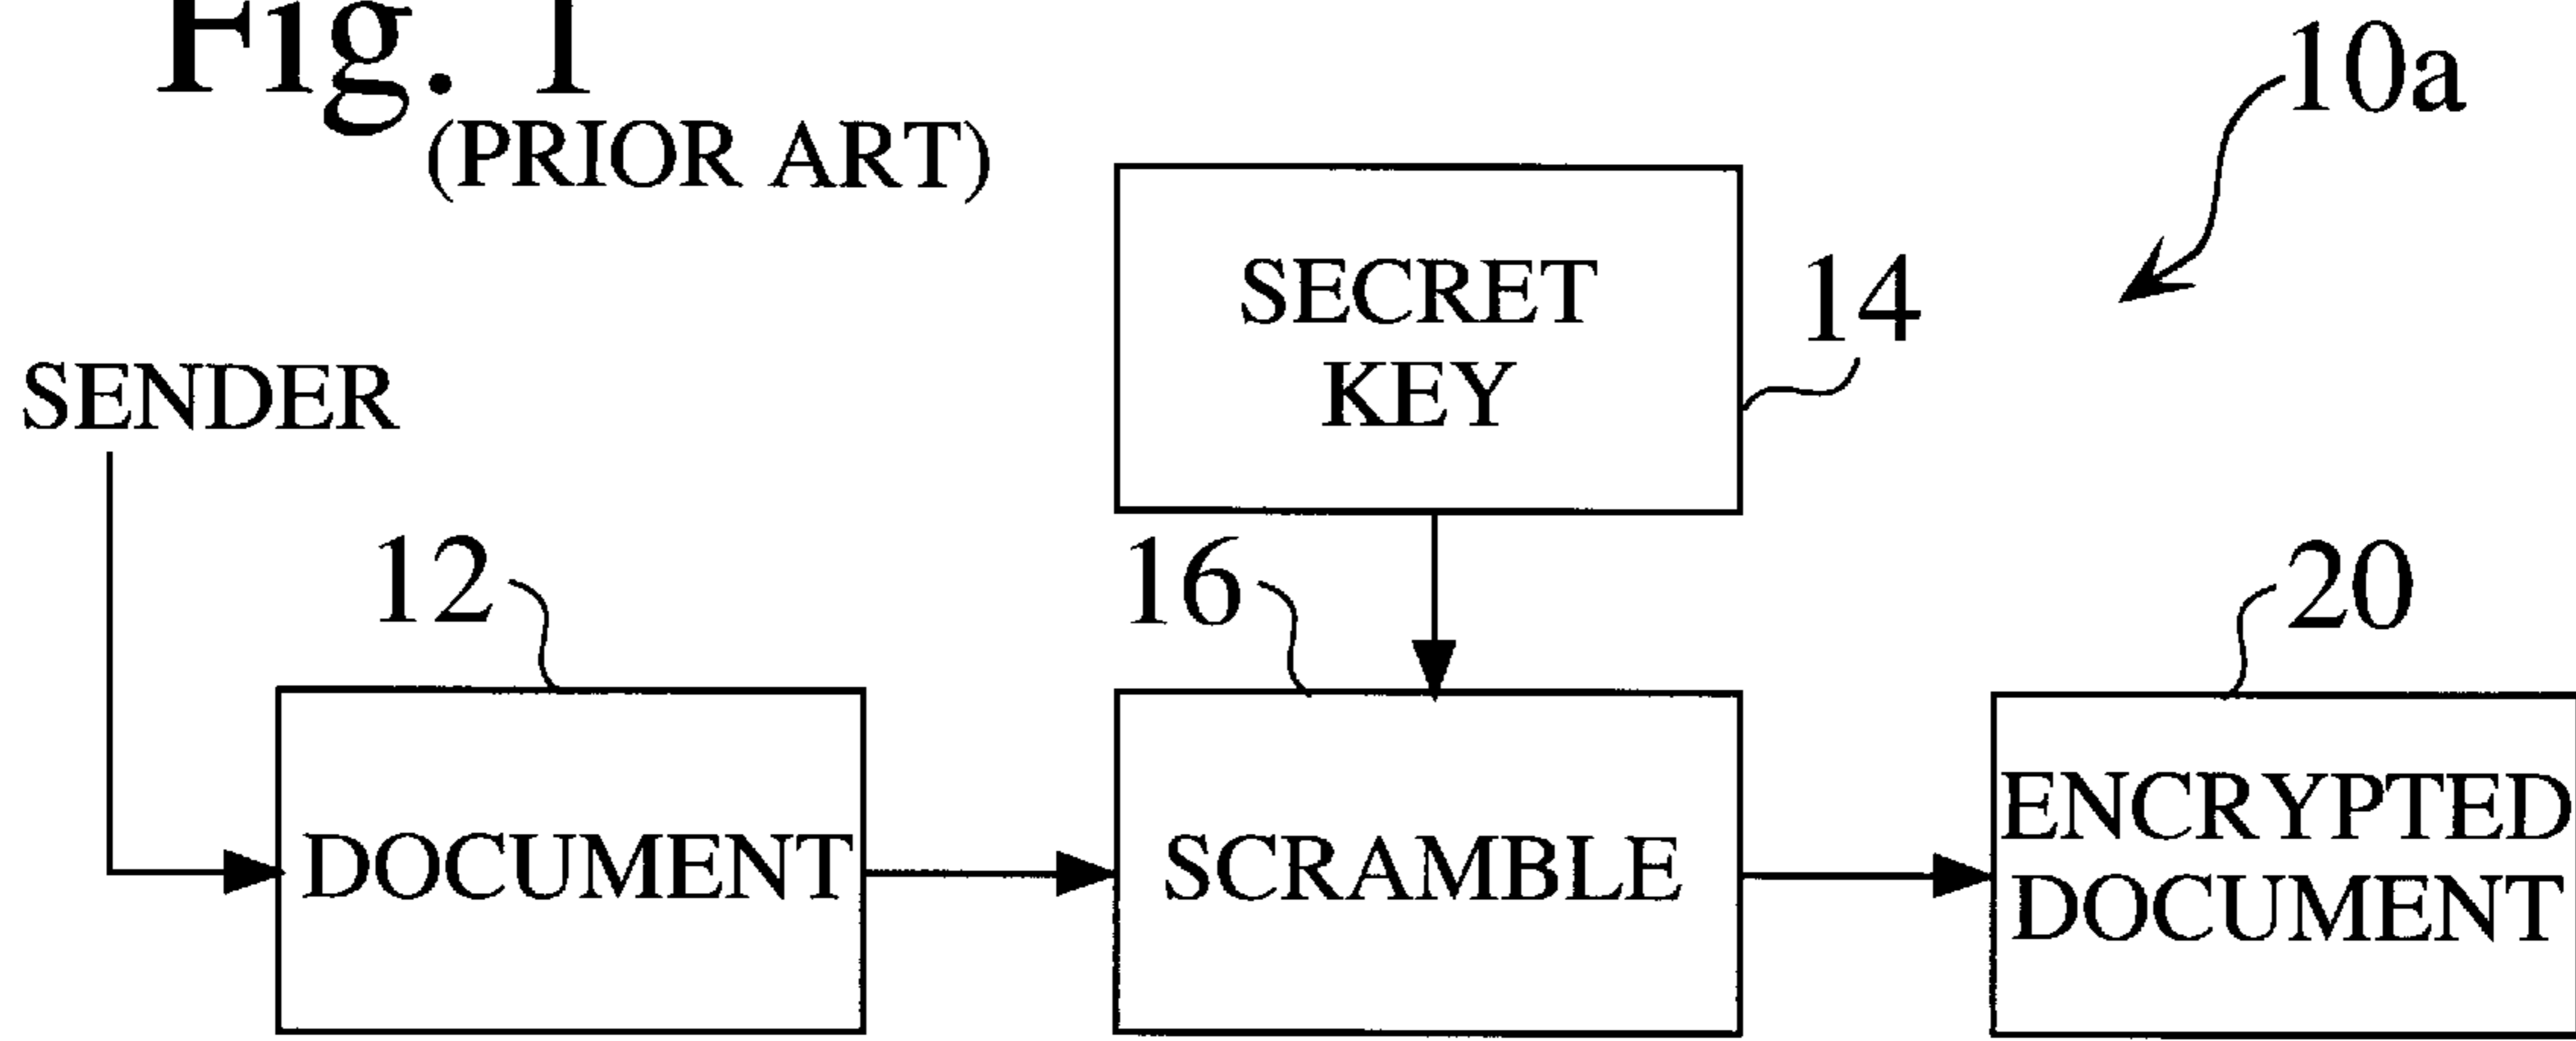 Fig. 1
(PRIOR ART)
10a
SECRET
KEY
14
SENDER
12
16
20
DOCUMENT
SCRAMBLE
ENCRYPTED
DOCUMENT